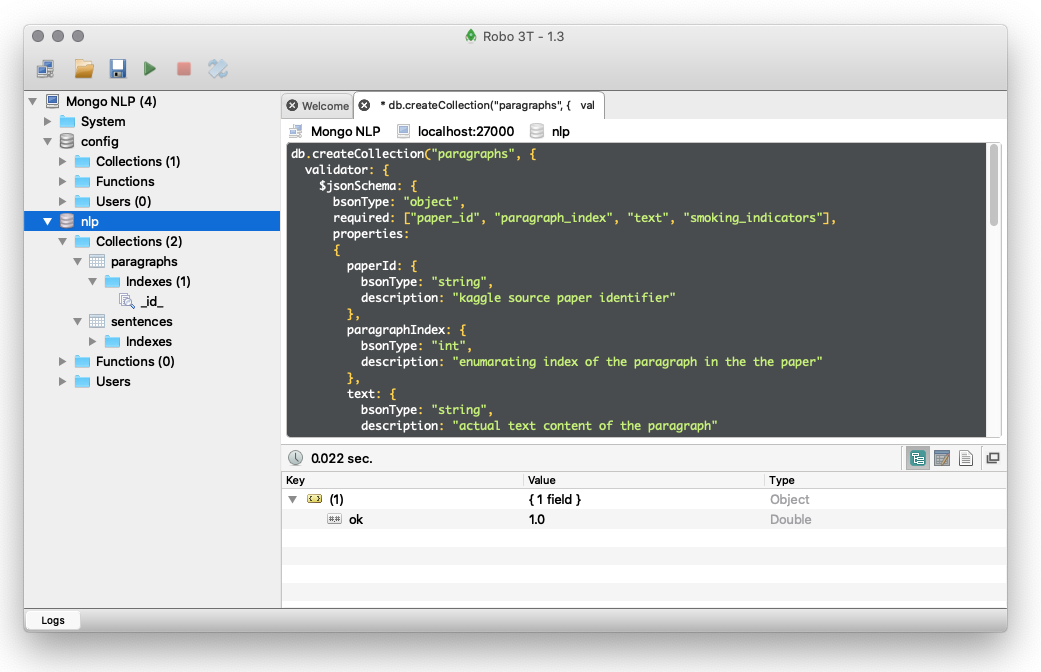 Robo 3T - 1.3
Mongo NLP (4)
System
config
Collections (1)
Functions
Users (0)
nlp
Collections (2)
paragraphs
Indexes (1)
_id_
sentences
Indexes
Functions (0)
Users
Welcome
* db.createCollection("paragraphs", {   val
Mongo NLP
localhost:27000
nlp
db.createCollection("paragraphs", {
  validator: {
    $jsonSchema: {
      bsonType: "object",
      required: ["paper_id", "paragraph_index", "text", "smoking_indicators"],
      properties:
      {
        paperId: {
          bsonType: "string",
          description: "kaggle source paper identifier"
        },
        paragraphIndex: {
          bsonType: "int",
          description: "enumarating index of the paragraph in the the paper"
        },
        text: {
          bsonType: "string",
          description: "actual text content of the paragraph"
0.022 sec.
Key Value Type
(1) { 1 field } Object
ok 1.0 Double
Logs